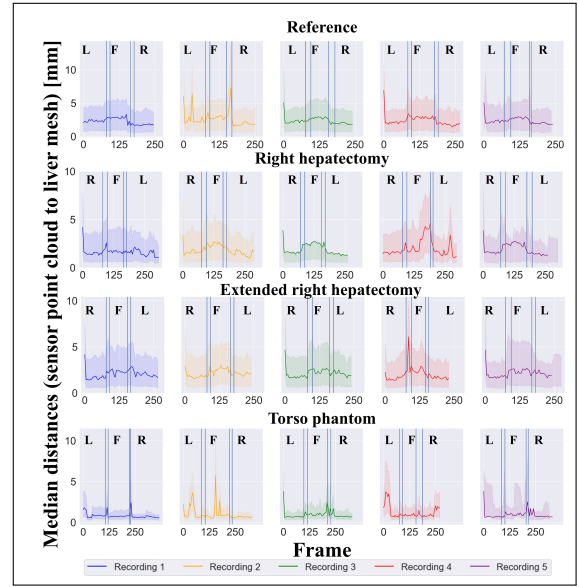 Median distances (sensor point cloud to liver mesh) [mm]
Reference
L F R L F R L F R L F R L F R
10
5
0
0 125 250 0 125 250 0 125 250 0 125 250 0 125 250
Right hepatectomy
R F L R F L R F L R F L R F L
10
5
0
0 125 250 0 125 250 0 125 250 0 125 250 0 125 250
Extended right hepatectomy
R F L R F L R F L R F L R F L
10
5
0
0 125 250 0 125 250 0 125 250 0 125 250 0 125 250
Torso phantom
L F R L F R L F R L F R L F R
10
5
0
0 125 250 0 125 250 0 125 250 0 125 250 0 125 250
Frame
Recording 1 Recording 2 Recording 3 Recording 4 Recording 5